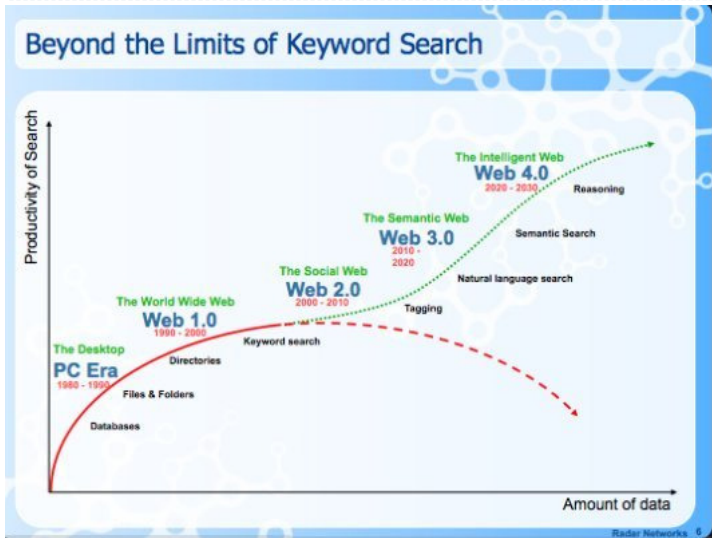 Beyond the Limits of Keyword Search
Productivity of Search
The Intelligent Web
Web 4.0
2020 - 2030
Reasoning
The Semantic Web
Web 3.0
2010 -
2020
Semantic Search
The Social Web
Web 2.0
2000 - 2010
Natural language search
The World Wide Web
Web 1.0
1990 - 2000
Tagging
Keyword search
The Desktop
PC Era
1980 - 1990
Directories
Files & Folders
Databases
Amount of data
Radar Networks 6